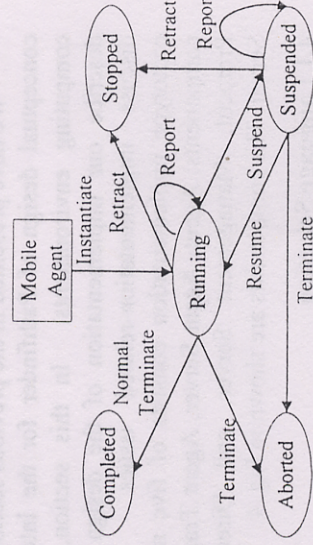 Mobile
Agent
Instantiate
Completed
Normal
Terminate
Running
Report
Retract
Stopped
Retract
Report
Suspend
Resume
Suspended
Terminate
Terminate
Aborted